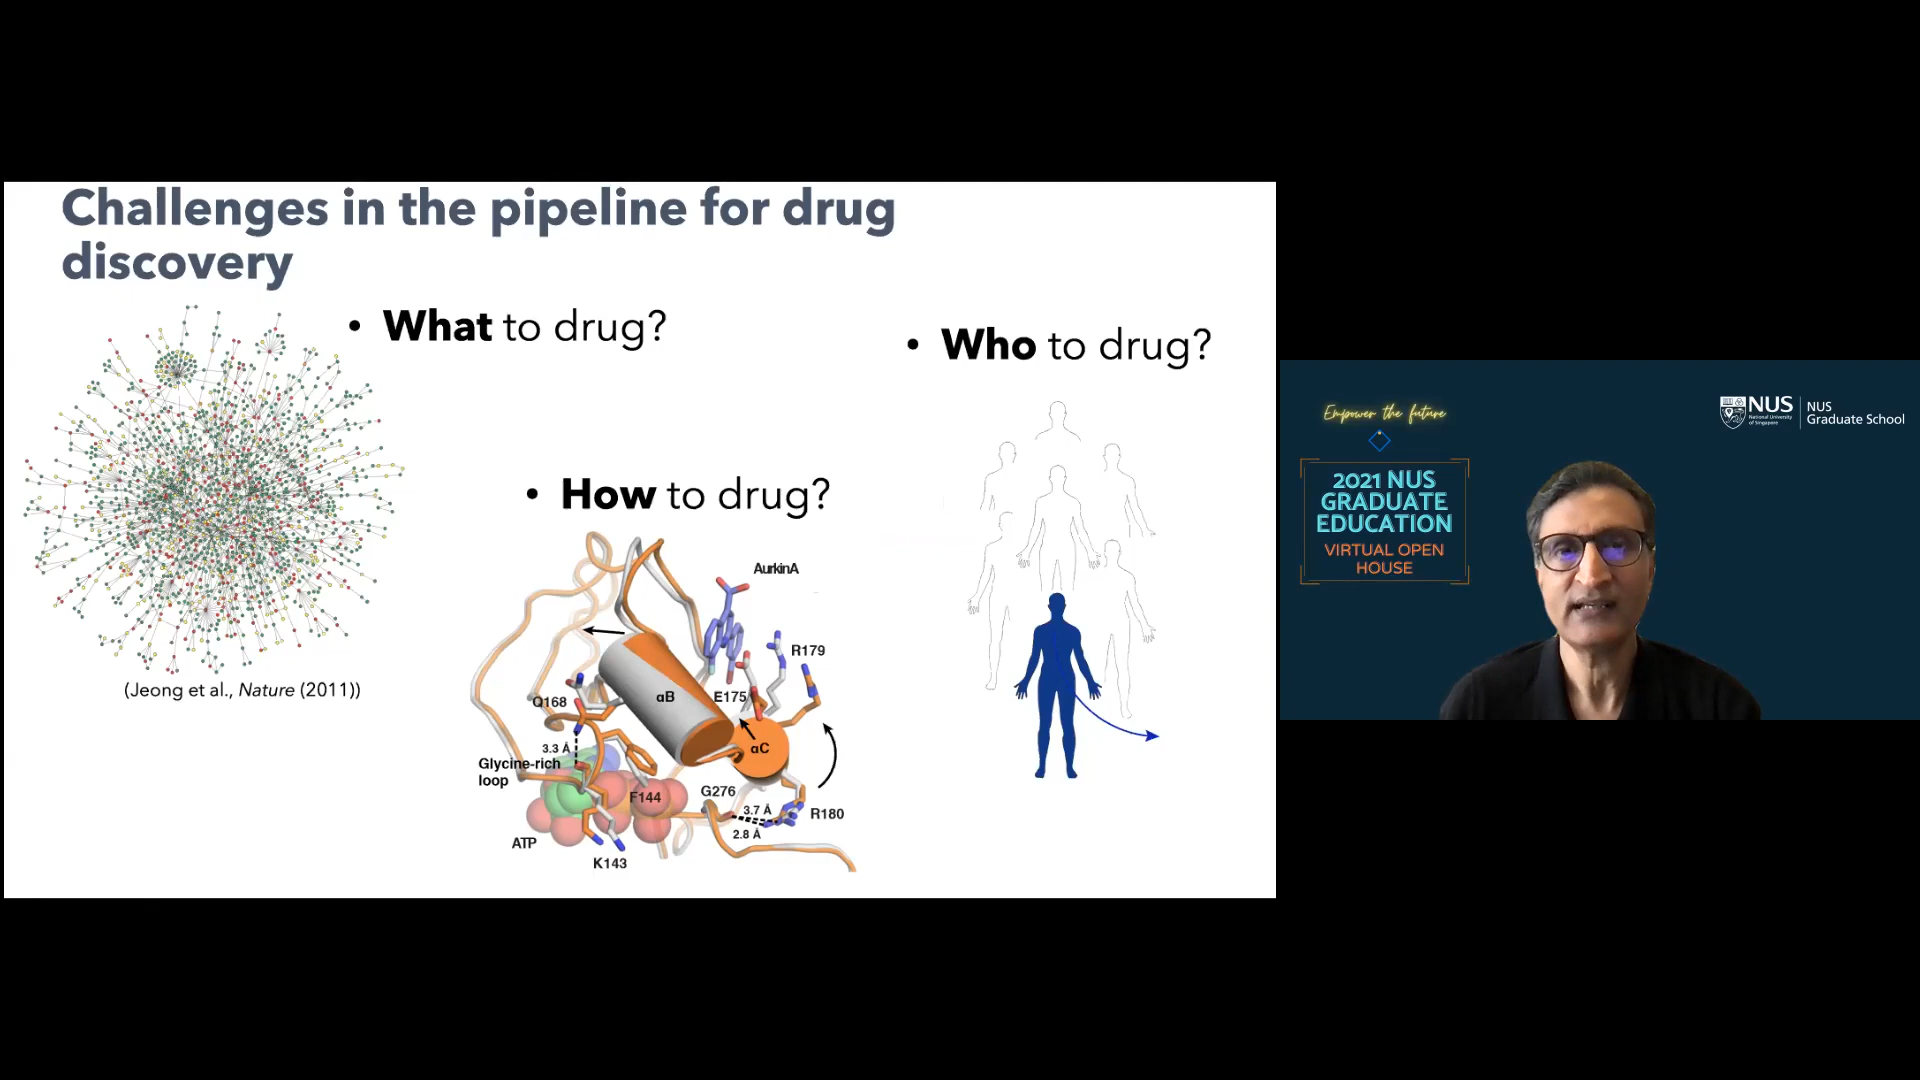 Challenges in the pipeline for drug
discovery
• What to drug?
(Jeong et al., Nature (2011))
• How to drug?
AurkinA
R179
Q168
αB
E175
3.3 Å
αC
Glycine-rich
loop
F144
G276
3.7 Å
R180
2.8 Å
ATP
K143
• Who to drug?
Empower the future
2021 NUS
GRADUATE
EDUCATION
VIRTUAL OPEN
HOUSE
NUS
National University
of Singapore
NUS
Graduate School